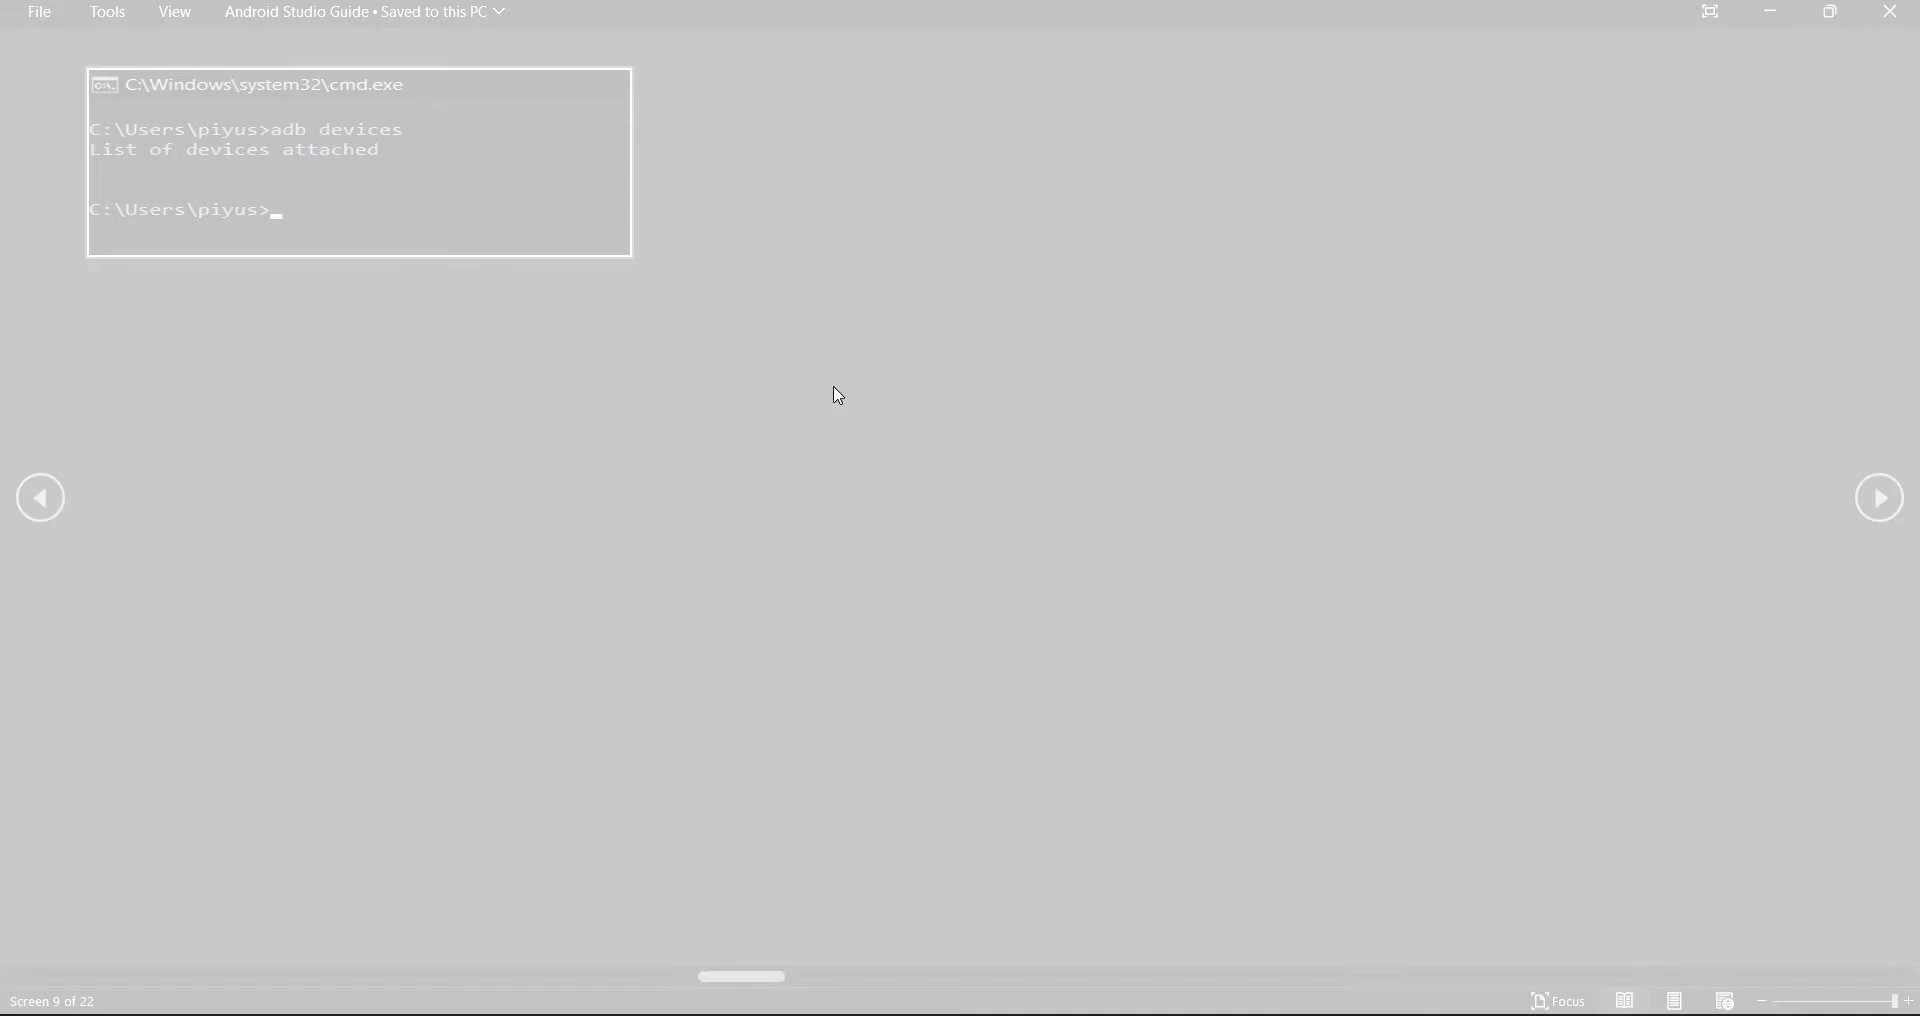 File Tools View Android Studio Guide • Saved to this PC
C:\Windows\system32\cmd.exe
C:\Users\piyus>adb devices
List of devices attached
C:\Users\piyus>_
Screen 9 of 22
Focus